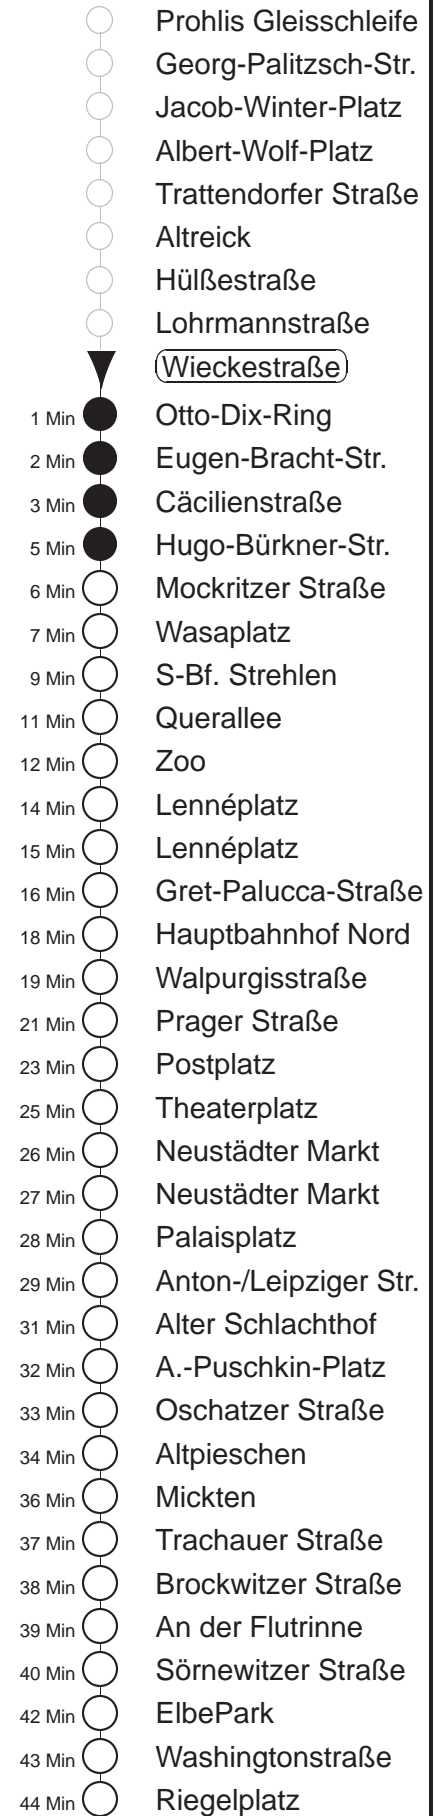 Prohlis Gleisschleife
Georg-Palitzsch-Str.
Jacob-Winter-Platz
Albert-Wolf-Platz
Trattendorfer Straße
Altreick
Hülßestraße
Lohrmannstraße
Wieckestraße
1 Min Otto-Dix-Ring
2 Min Eugen-Bracht-Str.
3 Min Cäcilienstraße
5 Min Hugo-Bürkner-Str.
6 Min Mockritzer Straße
7 Min Wasaplatz
9 Min S-Bf. Strehlen
11 Min Querallee
12 Min Zoo
14 Min Lennéplatz
15 Min Lennéplatz
16 Min Gret-Palucca-Straße
18 Min Hauptbahnhof Nord
19 Min Walpurgisstraße
21 Min Prager Straße
23 Min Postplatz
25 Min Theaterplatz
26 Min Neustädter Markt
27 Min Neustädter Markt
28 Min Palaisplatz
29 Min Anton-/Leipziger Str.
31 Min Alter Schlachthof
32 Min A.-Puschkin-Platz
33 Min Oschatzer Straße
34 Min Altpieschen
36 Min Mickten
37 Min Trachauer Straße
38 Min Brockwitzer Straße
39 Min An der Flutrinne
40 Min Sörnewitzer Straße
42 Min ElbePark
43 Min Washingtonstraße
44 Min Riegelplatz